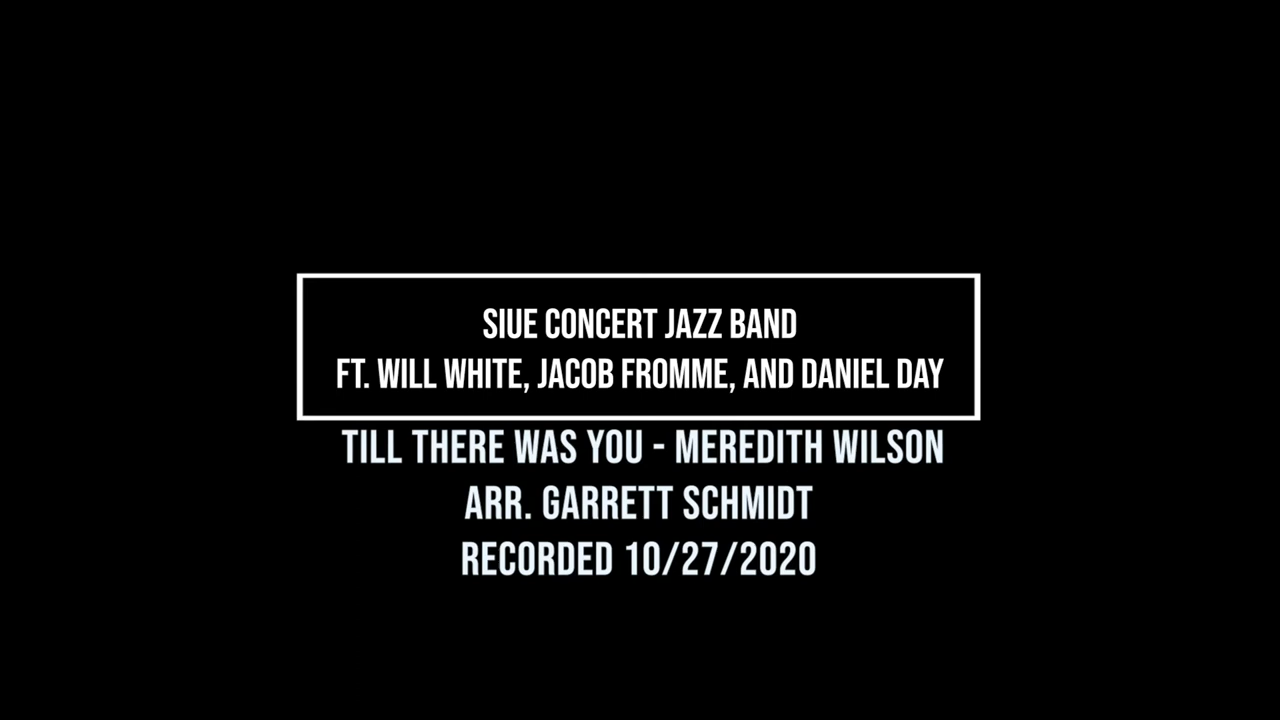 SIUE CONCERT JAZZ BAND
FT. WILL WHITE, JACOB FROMME, AND DANIEL DAY
TILL THERE WAS YOU - MEREDITH WILSON
ARR. GARRETT SCHMIDT
RECORDED 10/27/2020